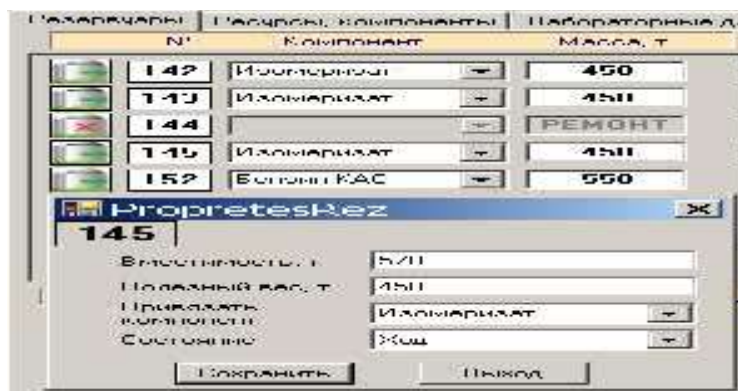 Резервуары Ресурсы, компоненты Лабораторные д
N° Компонент Масса, т
142 Изомеризат 450
143 Изомеризат 450
144 РЕМОНТ
145 Изомеризат 450
152 Бензин КАС 550
PropretesRez
145
Вместимость, т 570
Полезный вес, т 450
Привязать
компонент Изомеризат
Состояние Ход
Сохранить Выход